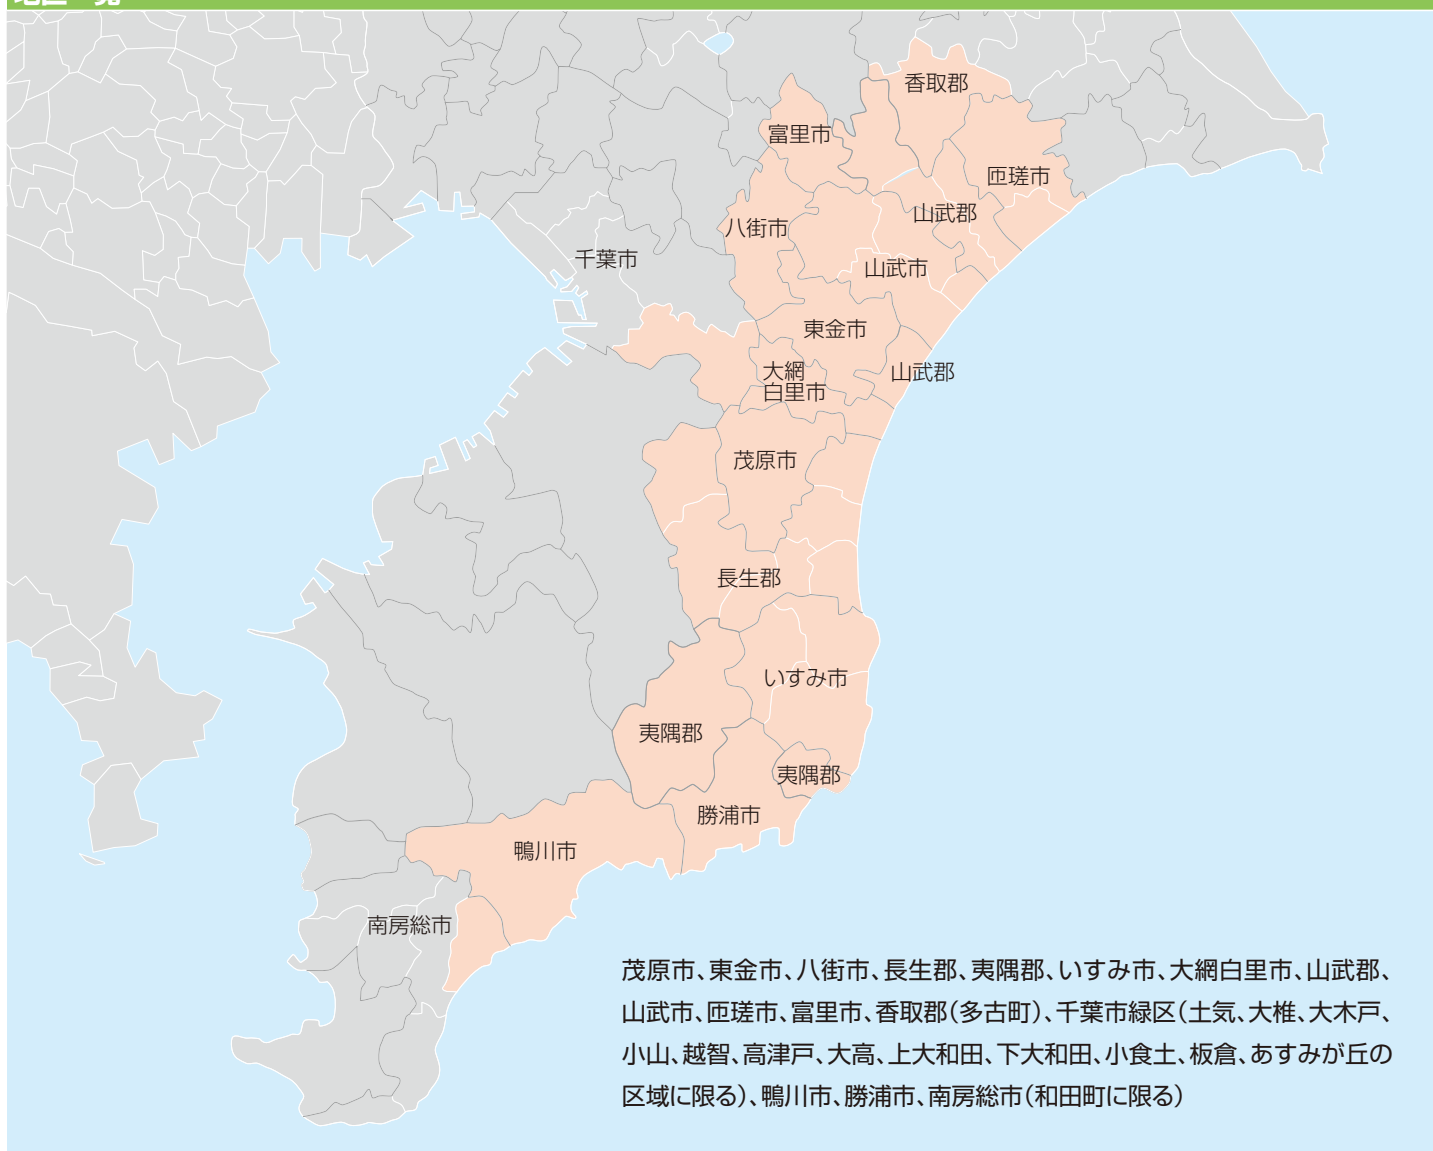 香取郡
富里市
匝瑳市
山武郡
八街市
千葉市
山武市
東金市
大網
白里市
山武郡
茂原市
長生郡
いすみ市
夷隅郡
夷隅郡
勝浦市
鴨川市
南房総市
茂原市、東金市、八街市、長生郡、夷隅郡、いすみ市、大網白里市、山武郡、
山武市、匝瑳市、富里市、香取郡(多古町)、千葉市緑区(土気、大椎、大木戸、
小山、越智、高津戸、大高、上大和田、下大和田、小食土、板倉、あすみが丘の
区域に限る)、鴨川市、勝浦市、南房総市(和田町に限る)